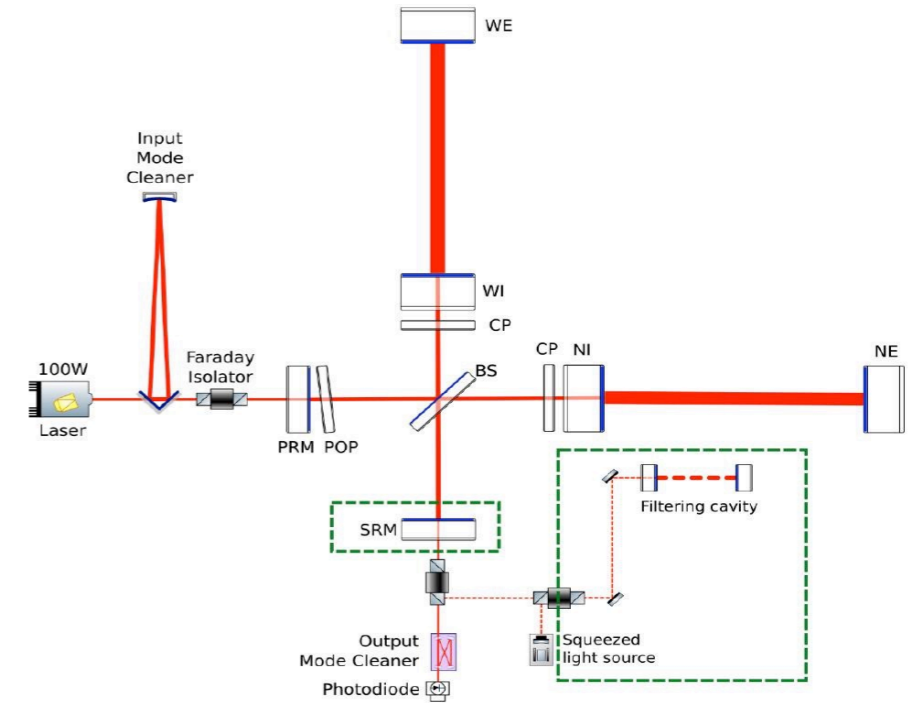 WE
Input
Mode
Cleaner
WI
CP
100W
Laser
Faraday
Isolator
PRM
POP
BS
CP
NI
NE
SRM
Filtering cavity
Squeezed
light source
Output
Mode Cleaner
Photodiode